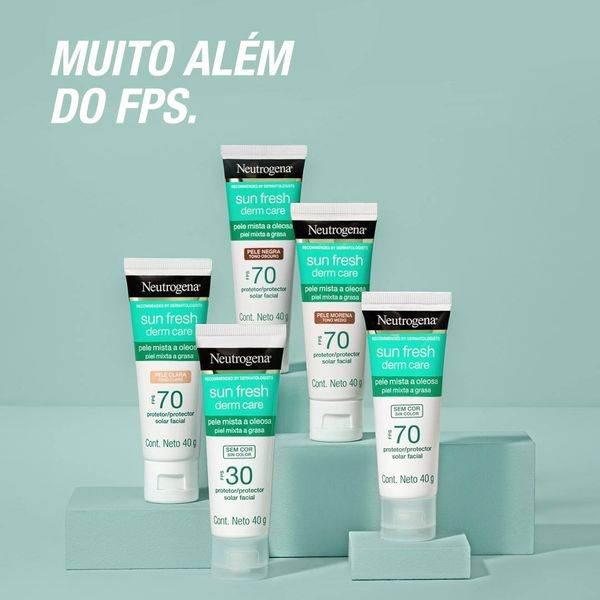 MUITO ALÉM
DO FPS.
Neutrogena®
RECOMMENDED BY DERMATOLOGISTS
sun fresh
derm care
pele mista a oleosa
piel mixta a grasa
PELE NEGRA
TONO OSCURO
FPS 70
protetor/protector
solar facial
Cont. Neto 40 g
Neutrogena®
RECOMMENDED BY DERMATOLOGISTS
sun fresh
derm care
pele mista a oleosa
piel mixta a grasa
PELE MORENA
TONO MEDIO
FPS 70
protetor/protector
solar facial
Cont. Neto 40 g
Neutrogena®
RECOMMENDED BY DERMATOLOGISTS
sun fresh
derm care
pele mista a oleosa
piel mixta a grasa
PELE CLARA
TONO CLARO
FPS 70
protetor/protector
solar facial
Cont. Neto 40 g
Neutrogena®
RECOMMENDED BY DERMATOLOGISTS
sun fresh
derm care
pele mista a oleosa
piel mixta a grasa
SEM COR
SIN COLOR
FPS 30
protetor/protector
solar facial
Cont. Neto 40 g
Neutrogena®
RECOMMENDED BY DERMATOLOGISTS
sun fresh
derm care
pele mista a oleosa
piel mixta a grasa
SEM COR
SIN COLOR
FPS 70
protetor/protector
solar facial
Cont. Neto 40 g